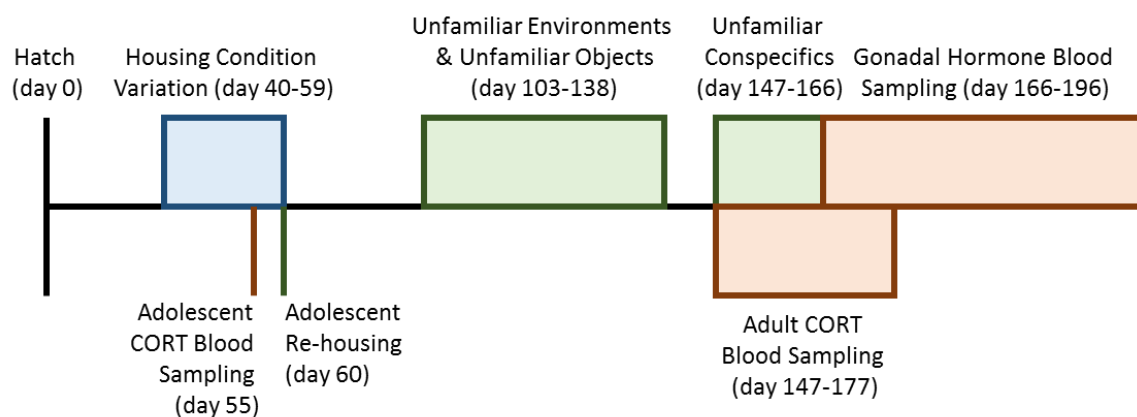 Hatch
(day 0)
Housing Condition
Variation (day 40-59)
Unfamiliar Environments
& Unfamiliar Objects
(day 103-138)
Unfamiliar
Conspecifics
(day 147-166)
Gonadal Hormone Blood
Sampling (day 166-196)
Adolescent
CORT Blood
Sampling
(day 55)
Adolescent
Re-housing
(day 60)
Adult CORT
Blood Sampling
(day 147-177)